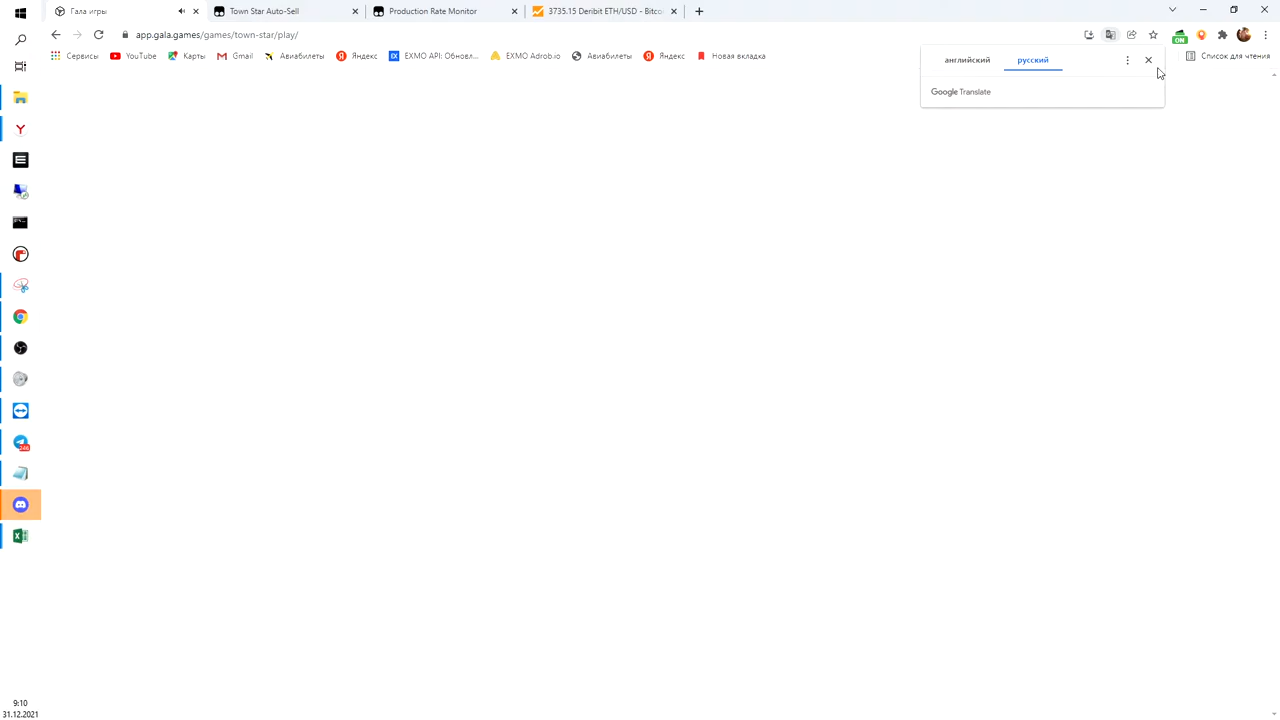 Гала игры
Town Star Auto-Sell
Production Rate Monitor
3735.15 Deribit ETH/USD - Bitco
app.gala.games/town-star/play/
Сервисы
YouTube
Карты
Gmail
Авиабилеты
Яндекс
EXMO API: Обновл...
EXMO Adrob.io
Авиабилеты
Яндекс
Новая вкладка
Список для чтения
ON
английский
русский
Google Translate
9:10
31.12.2021